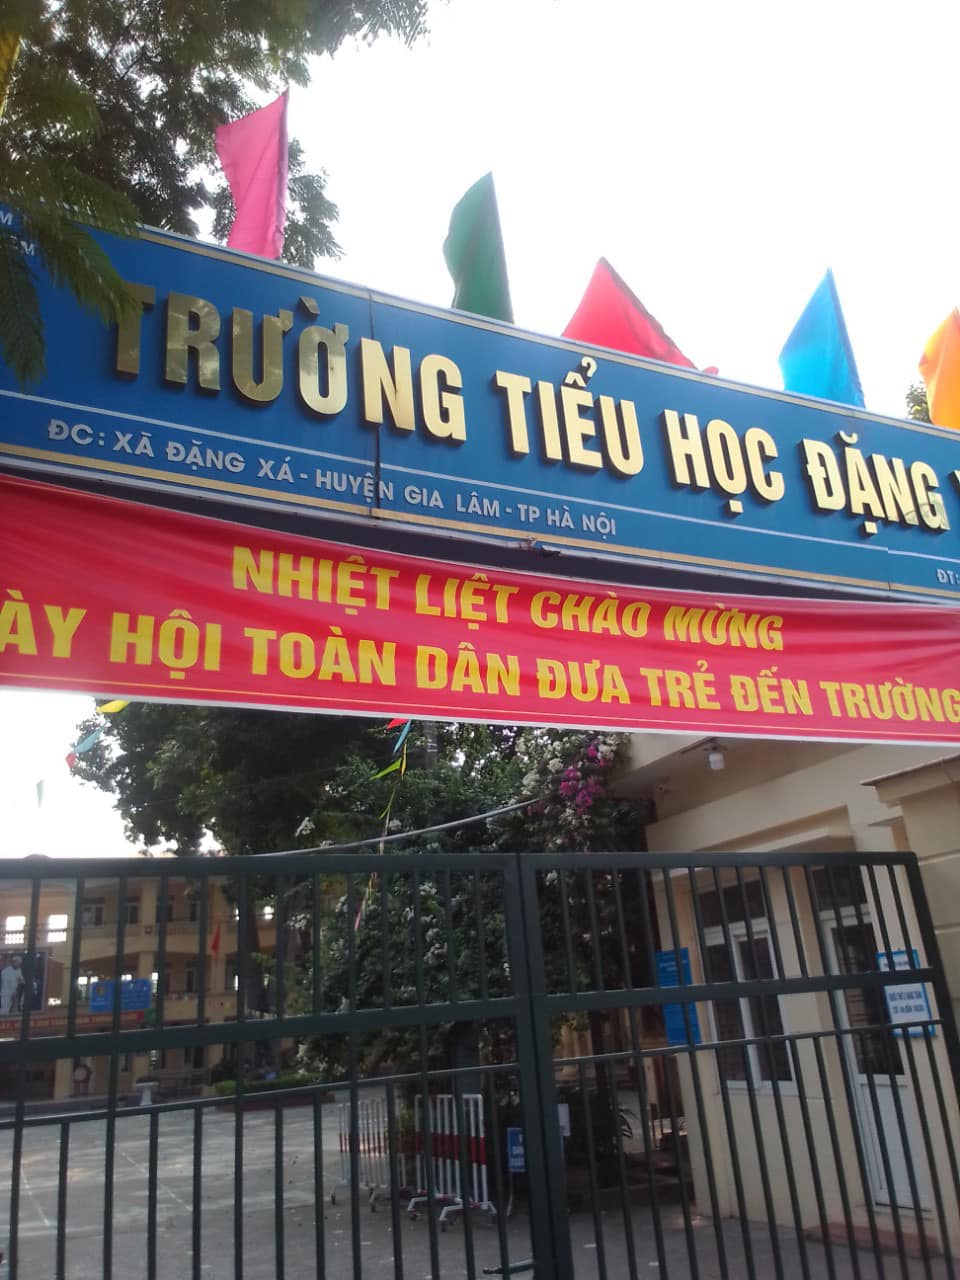 TRƯỜNG TIỂU HỌC ĐẶNG
ĐC: XÃ ĐẶNG XÁ - HUYỆN GIA LÂM - TP HÀ NỘI
ĐT:
NHIỆT LIỆT CHÀO MỪNG
ÀY HỘI TOÀN DÂN ĐƯA TRẺ ĐẾN TRƯỜNG